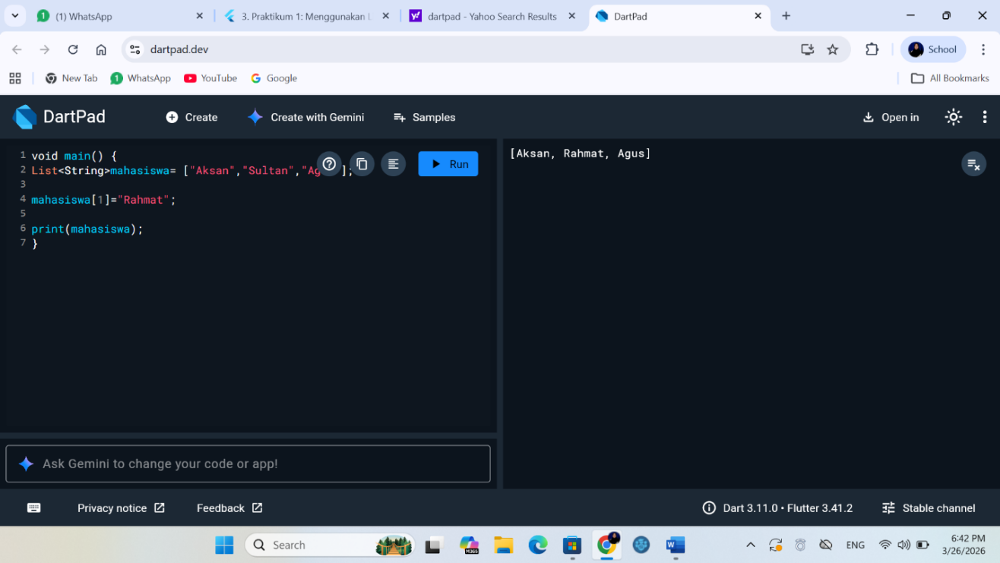 (1) WhatsApp
3. Praktikum 1: Menggunakan
dartpad - Yahoo Search Results
DartPad
dartpad.dev
School
New Tab
WhatsApp
YouTube
Google
All Bookmarks
DartPad
Create
Create with Gemini
Samples
Open in
1 void main() {
2 List<String>mahasiswa= ["Aksan","Sultan","Ag ];
3
4 mahasiswa[1]="Rahmat";
5
6 print(mahasiswa);
7 }
Run
[Aksan, Rahmat, Agus]
Ask Gemini to change your code or app!
Privacy notice
Feedback
Dart 3.11.0 • Flutter 3.41.2
Stable channel
Search
M365
ENG
6:42 PM
3/26/2026